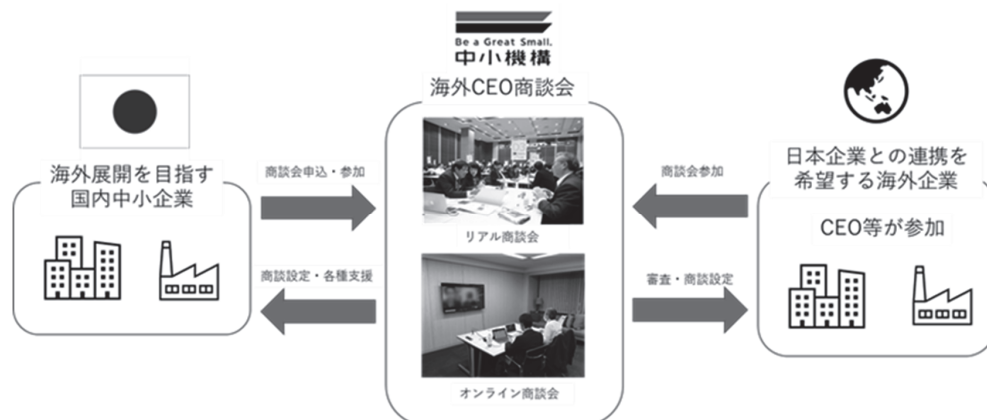 Be a Great Small.
中小機構
海外CEO商談会
海外展開を目指す
国内中小企業
商談会申込・参加
商談設定・各種支援
リアル商談会
オンライン商談会
商談会参加
審査・商談設定
日本企業との連携を
希望する海外企業
CEO等が参加